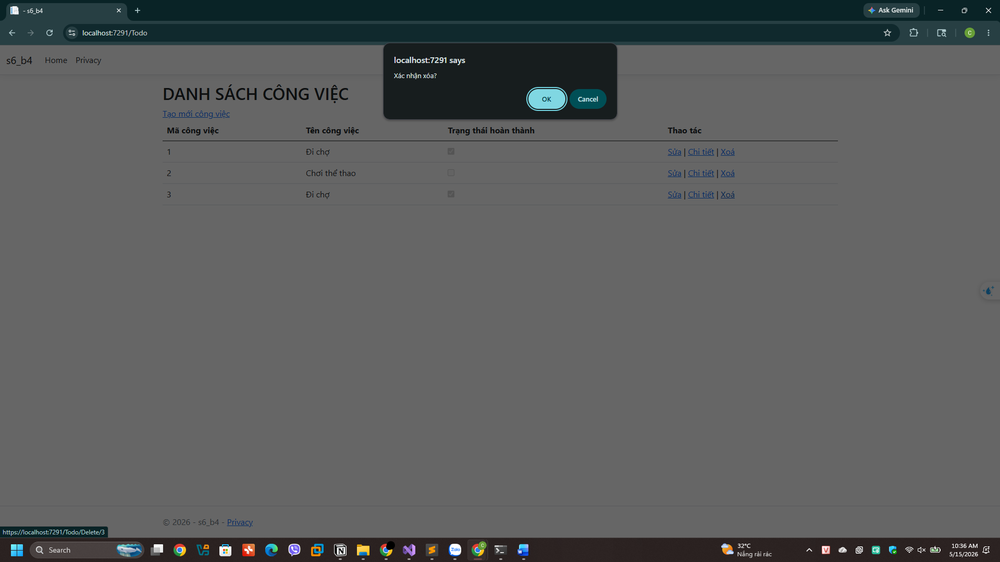 - s6_b4
Ask Gemini
localhost:7291/Todo
C
s6_b4 Home Privacy
localhost:7291 says
Xác nhận xóa?
OK Cancel
DANH SÁCH CÔNG VIỆC
Tạo mới công việc
Mã công việc Tên công việc Trạng thái hoàn thành Thao tác
1 Đi chợ Sửa | Chi tiết | Xoá
2 Chơi thể thao Sửa | Chi tiết | Xoá
3 Đi chợ Sửa | Chi tiết | Xoá
© 2026 - s6_b4 - Privacy
https://localhost:7291/Todo/Delete/3
Search
Zalo
C
32°C
Nắng rải rác
10:36 AM
5/15/2026